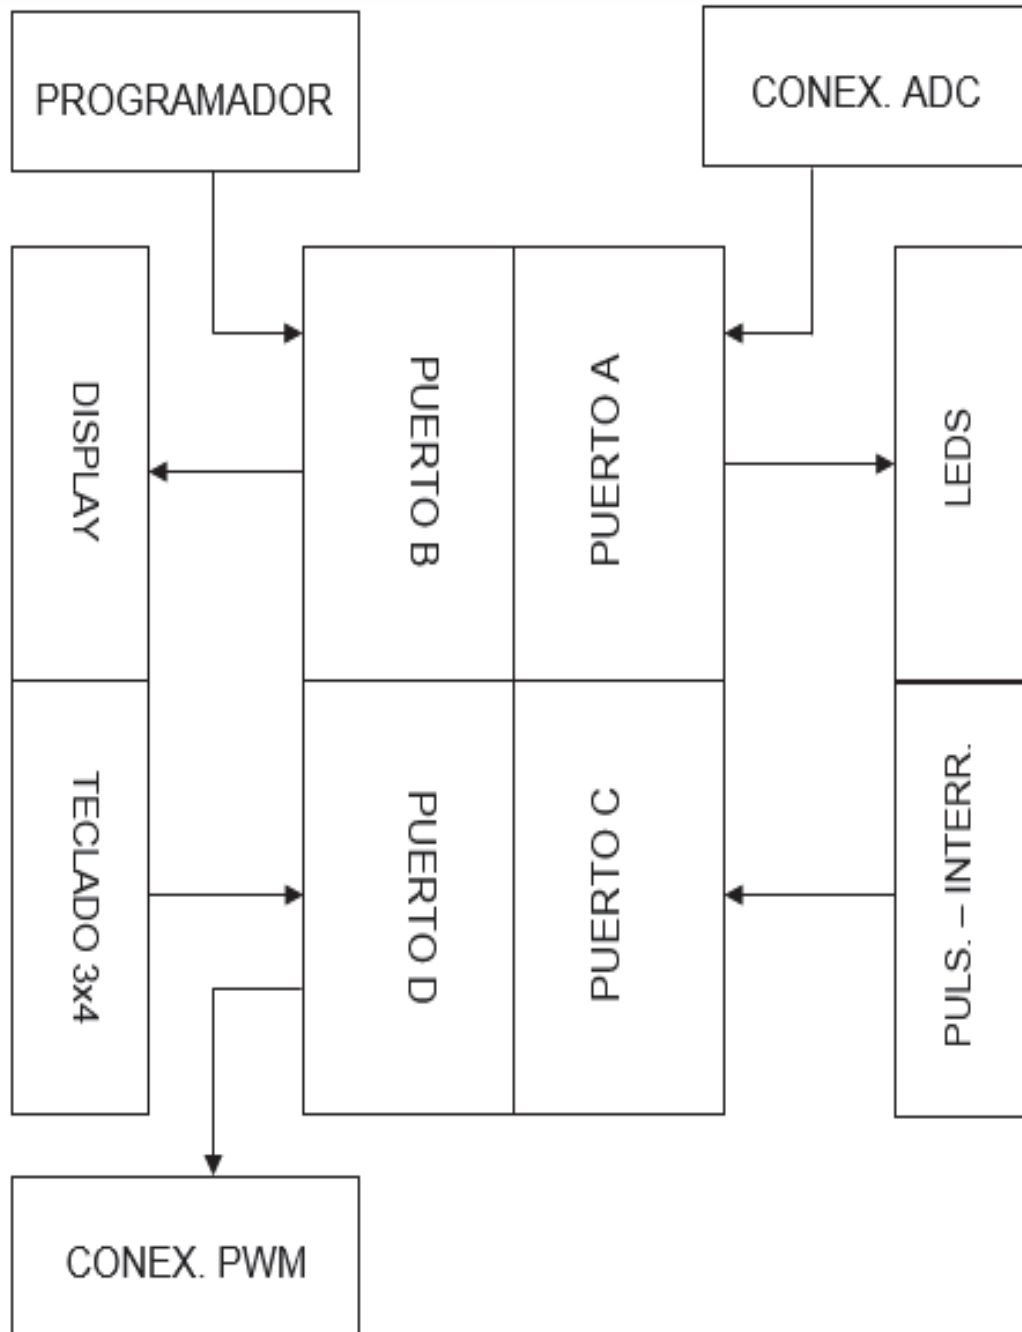 PROGRAMADOR
CONEX. ADC
DISPLAY
PUERTO B
PUERTO A
LEDS
TECLADO 3x4
PUERTO D
PUERTO C
PULS. – INTERR.
CONEX. PWM